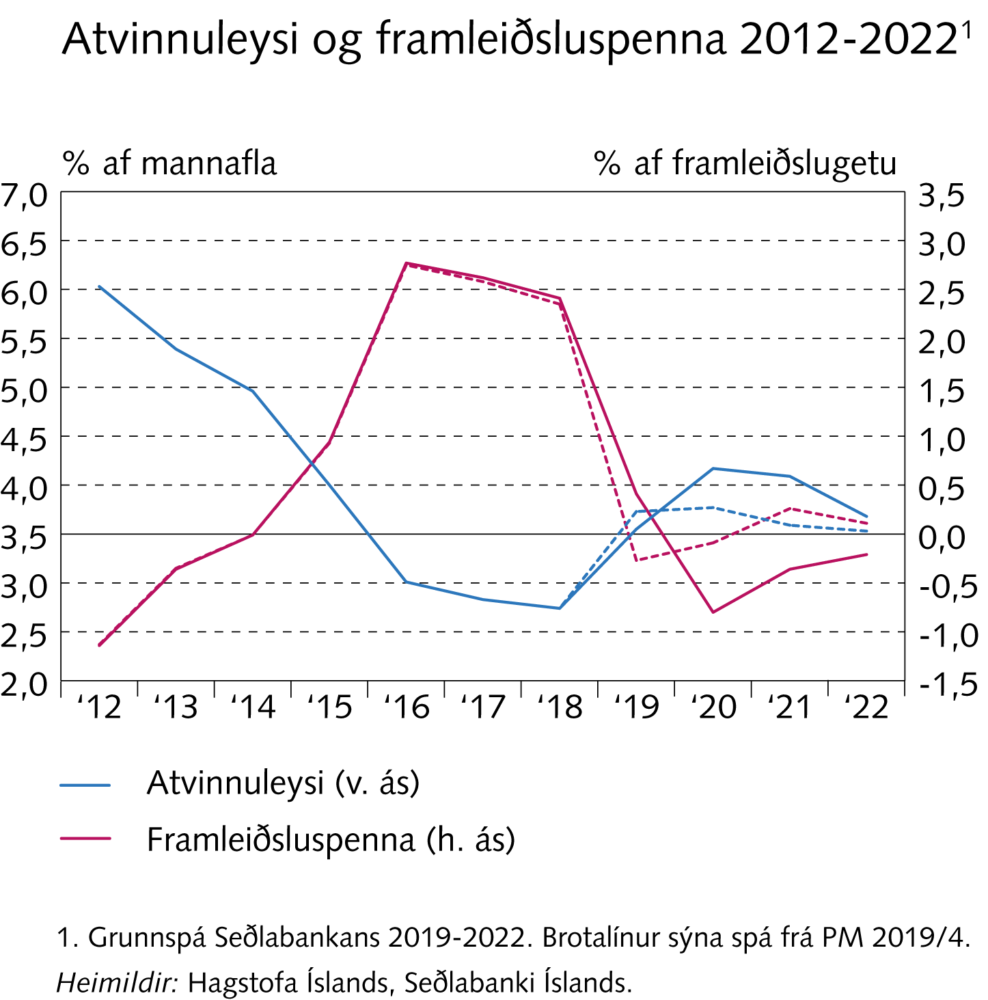 Atvinnuleysi og framleiðsluspenna 2012-2022¹
% af mannafla % af framleiðslugetu
7,0 3,5
6,5 3,0
6,0 2,5
5,5 2,0
5,0 1,5
4,5 1,0
4,0 0,5
3,5 0,0
3,0 -0,5
2,5 -1,0
2,0 -1,5
‘12 ‘13 ‘14 ‘15 ‘16 ‘17 ‘18 ‘19 ‘20 ‘21 ‘22
Atvinnuleysi (v. ás)
Framleiðsluspenna (h. ás)
1. Grunnspá Seðlabankans 2019-2022. Brotalínur sýna spá frá PM 2019/4.
Heimildir: Hagstofa Íslands, Seðlabanki Íslands.